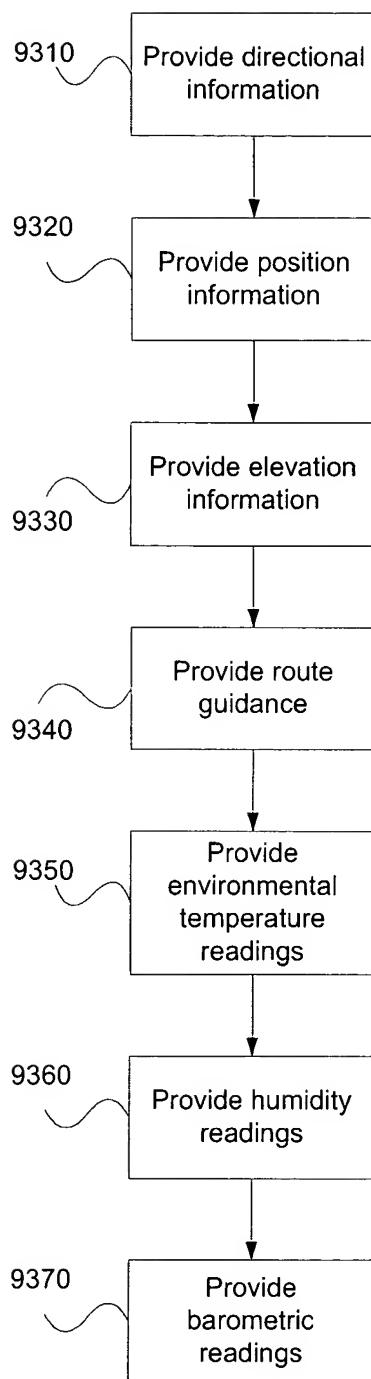 9310
Provide directional
information
9320
Provide position
information
Provide elevation
information
9330
Provide route
guidance
9340
9350
Provide
environmental
temperature
readings
9360
Provide humidity
readings
9370
Provide
barometric
readings